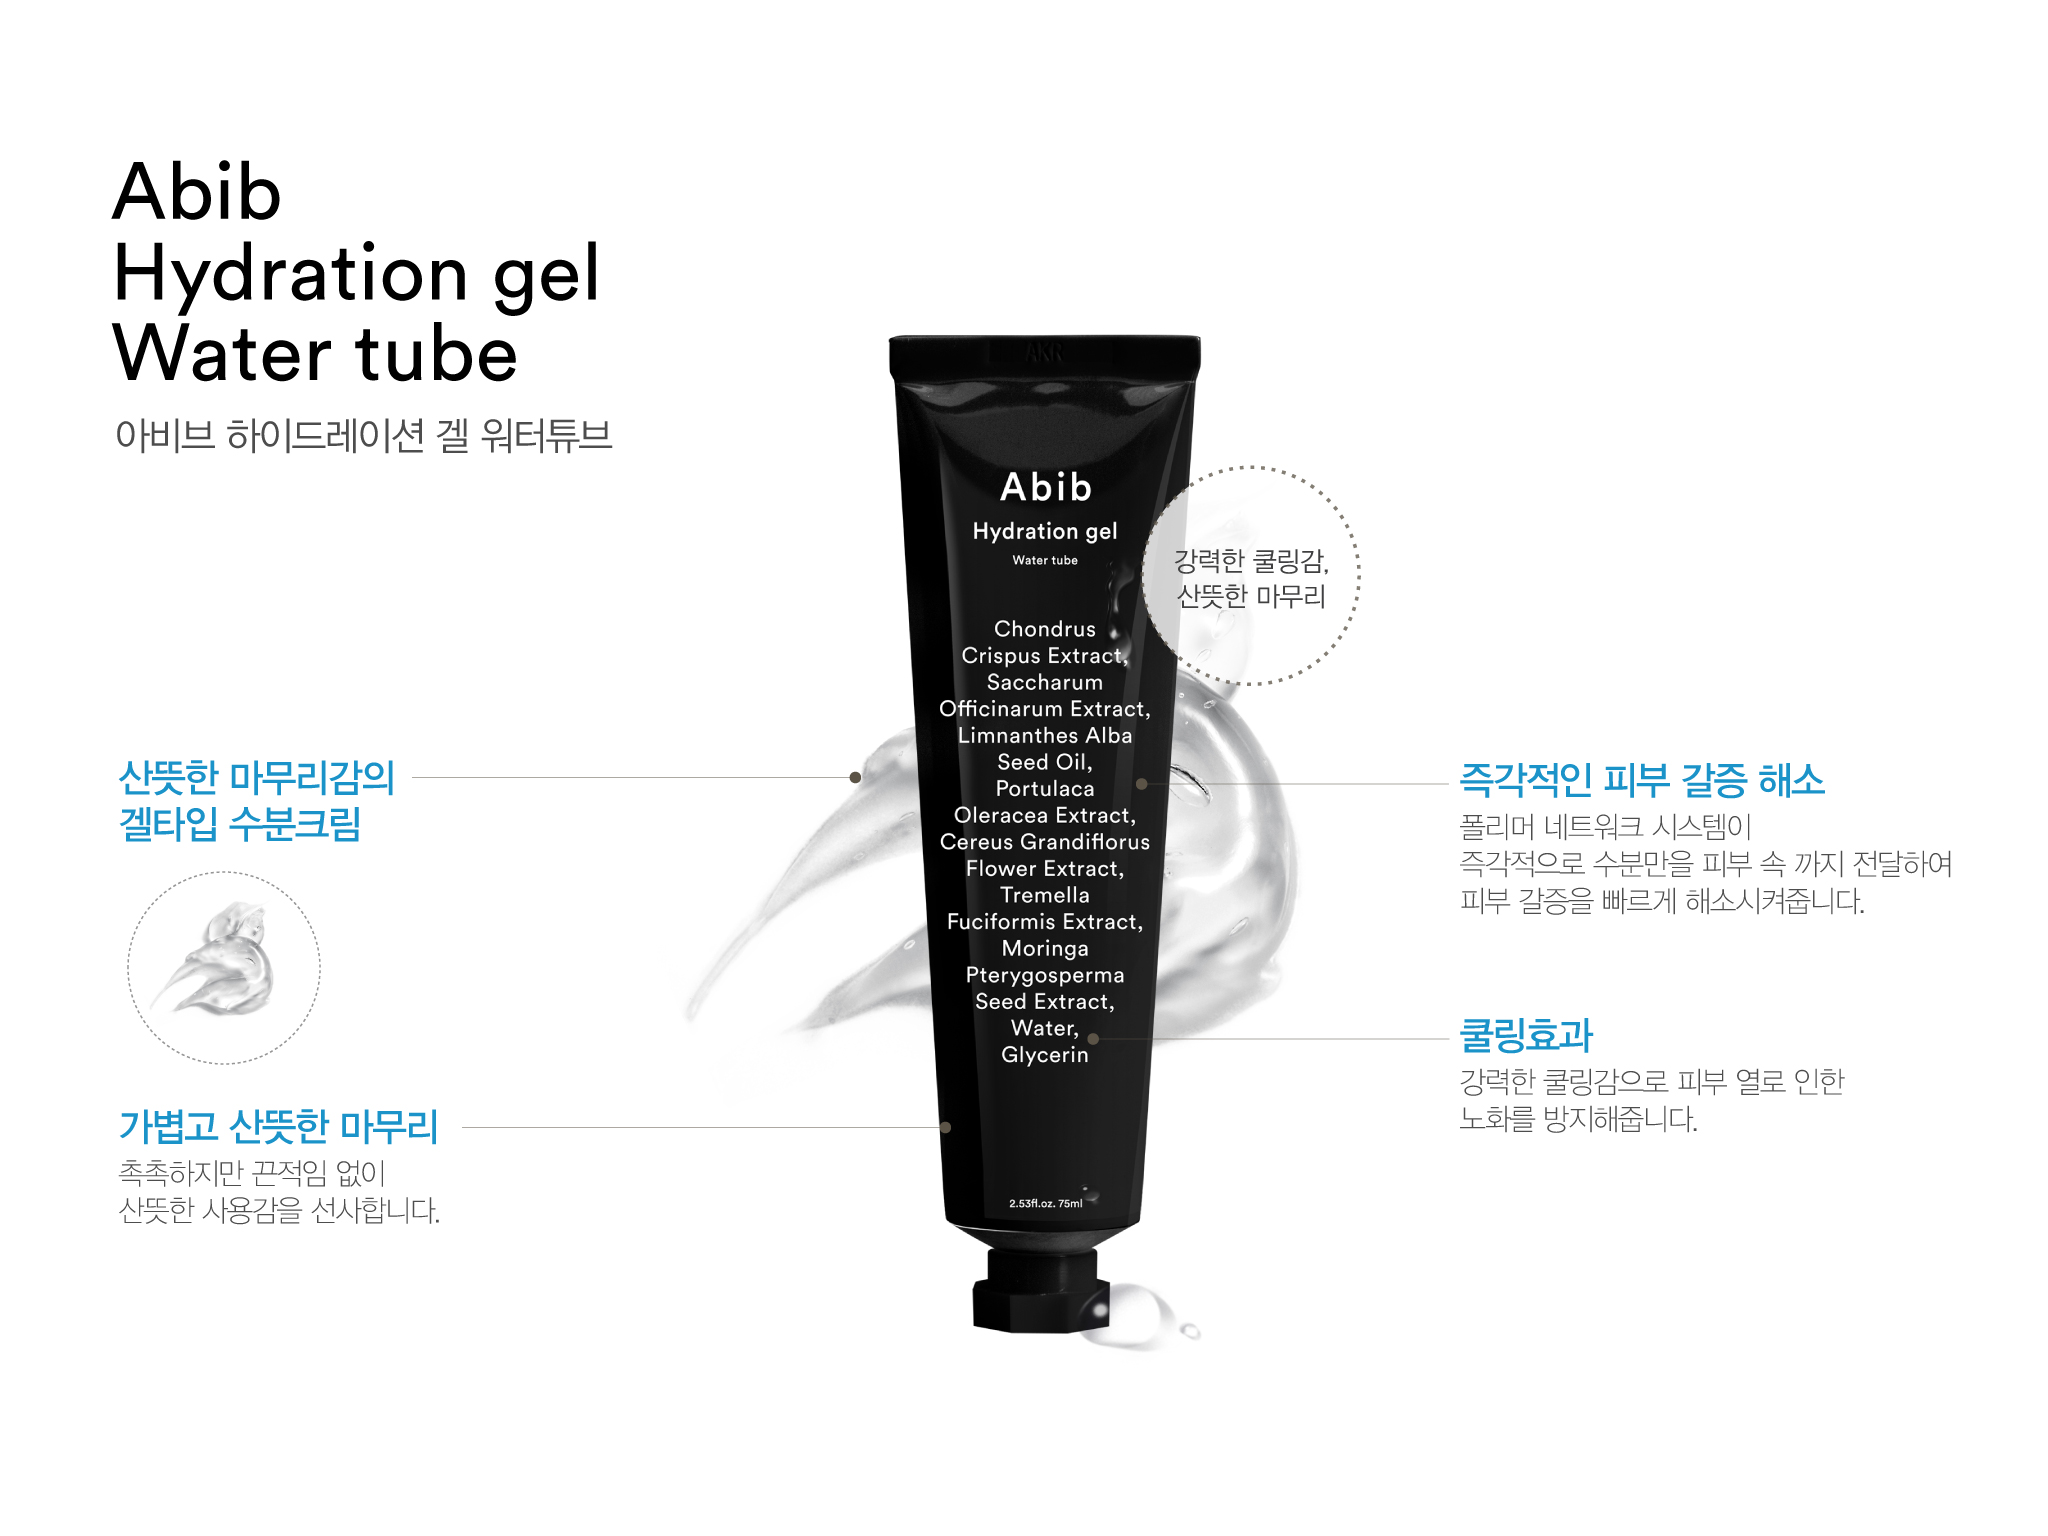 Abib
Hydration gel
Water tube
아비브 하이드레이션 겔 워터튜브
AKR
Abib
Hydration gel
Water tube
Chondrus
Crispus Extract,
Saccharum
Officinarum Extract,
Limnanthes Alba
Seed Oil,
Portulaca
Oleracea Extract,
Cereus Grandiflorus
Flower Extract,
Tremella
Fuciformis Extract,
Moringa
Pterygosperma
Seed Extract,
Water,
Glycerin
2.53fl.oz. 75ml
강력한 쿨링감,
산뜻한 마무리
산뜻한 마무리감의
겔타입 수분크림
가볍고 산뜻한 마무리
촉촉하지만 끈적임 없이
산뜻한 사용감을 선사합니다.
즉각적인 피부 갈증 해소
폴리머 네트워크 시스템이
즉각적으로 수분만을 피부 속 까지 전달하여
피부 갈증을 빠르게 해소시켜줍니다.
쿨링효과
강력한 쿨링감으로 피부 열로 인한
노화를 방지해줍니다.